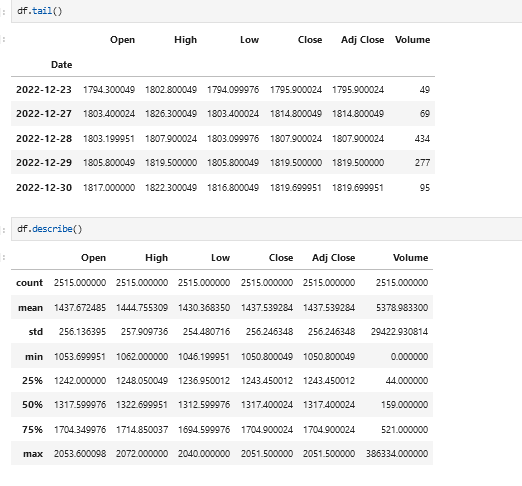 df.tail()
Open High Low Close Adj Close Volume
Date
2022-12-23 1794.300049 1802.800049 1794.099976 1795.900024 1795.900024 49
2022-12-27 1803.400024 1826.300049 1803.400024 1814.800049 1814.800049 69
2022-12-28 1803.199951 1807.900024 1803.099976 1807.900024 1807.900024 434
2022-12-29 1805.800049 1819.500000 1805.800049 1819.500000 1819.500000 277
2022-12-30 1817.000000 1822.300049 1816.800049 1819.699951 1819.699951 95
df.describe()
Open High Low Close Adj Close Volume
count 2515.000000 2515.000000 2515.000000 2515.000000 2515.000000 2515.000000
mean 1437.672485 1444.755309 1430.368350 1437.539284 1437.539284 5378.983300
std 256.136395 257.909736 254.480716 256.246348 256.246348 29422.930814
min 1053.699951 1062.000000 1046.199951 1050.800049 1050.800049 0.000000
25% 1242.000000 1248.050049 1236.950012 1243.450012 1243.450012 44.000000
50% 1317.599976 1322.699951 1312.599976 1317.400024 1317.400024 159.000000
75% 1704.349976 1714.850037 1694.599976 1704.900024 1704.900024 521.000000
max 2053.600098 2072.000000 2040.000000 2051.500000 2051.500000 386334.000000